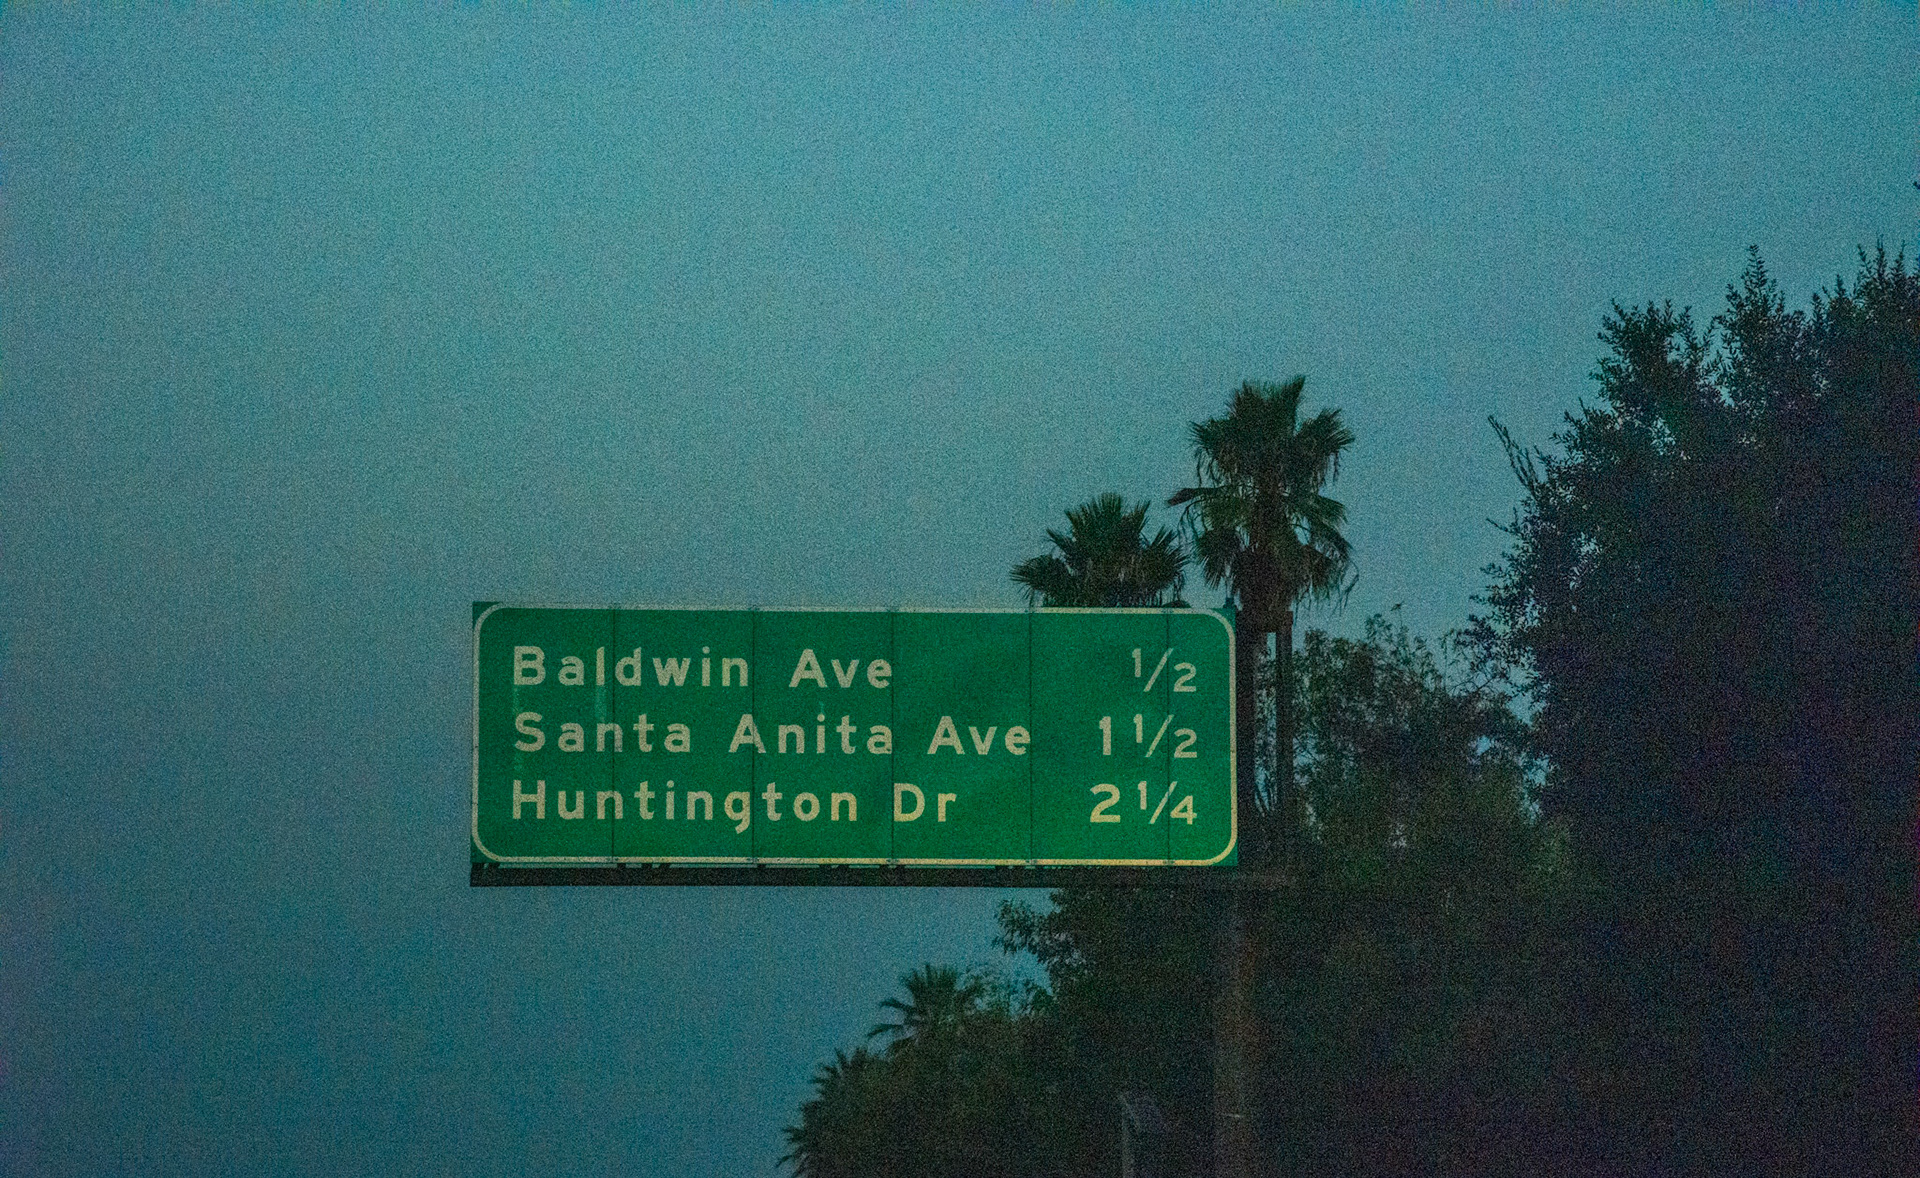 Baldwin Ave 1/2
Santa Anita Ave 1 1/2
Huntington Dr 2 1/4